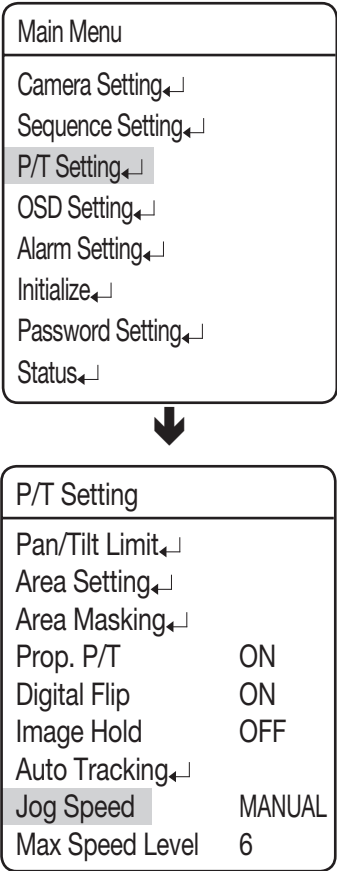 Main Menu
Camera Setting↵
Sequence Setting↵
P/T Setting↵
OSD Setting↵
Alarm Setting↵
Initialize↵
Password Setting↵
Status↵
P/T Setting
Pan/Tilt Limit↵
Area Setting↵
Area Masking↵
Prop. P/T ON
Digital Flip ON
Image Hold OFF
Auto Tracking↵
Jog Speed MANUAL
Max Speed Level 6